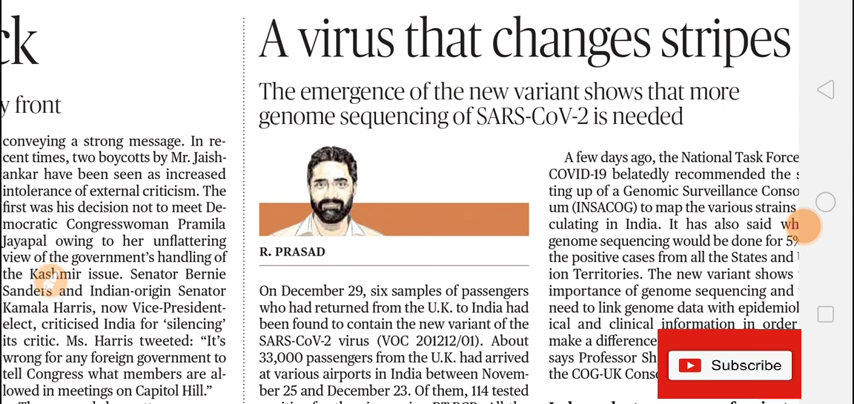 ck
y front
conveying a strong message. In re-
cent times, two boycotts by Mr. Jaish-
ankar have been seen as increased
intolerance of external criticism. The
first was his decision not to meet De-
mocratic Congresswoman Pramila
Jayapal owing to her unflattering
view of the government's handling of
the Kashmir issue. Senator Bernie
Sanders and Indian-origin Senator
Kamala Harris, now Vice-President-
elect, criticised India for 'silencing'
its critic. Ms. Harris tweeted: "It's
wrong for any foreign government to
tell Congress what members are al-
lowed in meetings on Capitol Hill."
A virus that changes stripes
The emergence of the new variant shows that more
genome sequencing of SARS-CoV-2 is needed
R. PRASAD
On December 29, six samples of passengers
who had returned from the U.K. to India had
been found to contain the new variant of the
SARS-CoV-2 virus (VOC 201212/01). About
33,000 passengers from the U.K. had arrived
at various airports in India between Novem-
ber 25 and December 23. Of them, 114 tested
A few days ago, the National Task Force
COVID-19 belatedly recommended the s
ting up of a Genomic Surveillance Conso
um (INSACOG) to map the various strains
culating in India. It has also said wh
genome sequencing would be done for 5%
the positive cases from all the States and U
ion Territories. The new variant shows
importance of genome sequencing and
need to link genome data with epidemiol
ical and clinical information in order
make a difference
says Professor Sh
the COG-UK Conso
Subscribe